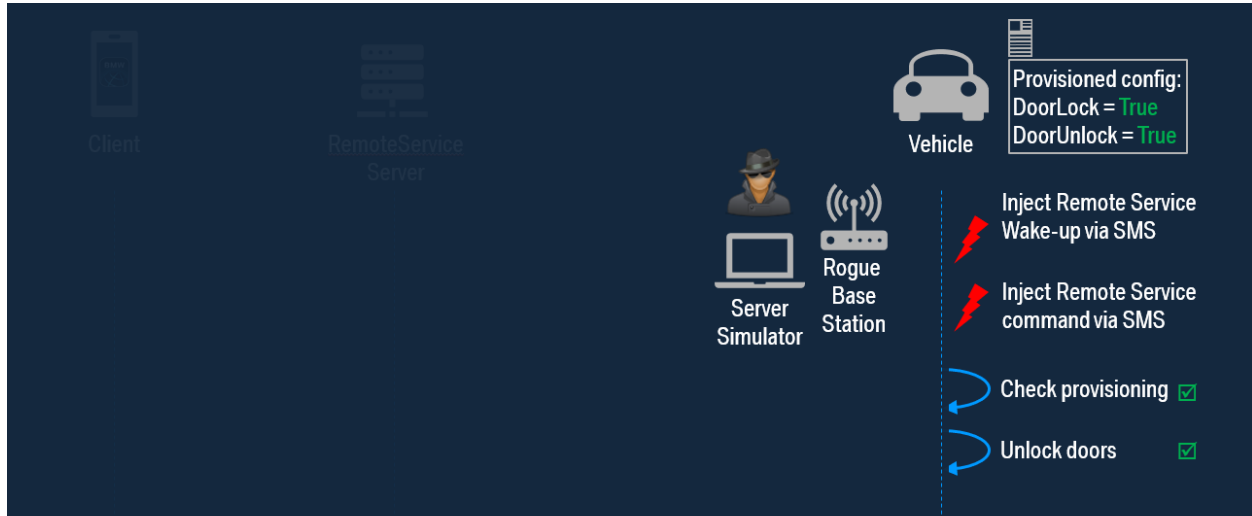 Client
RemoteService
Server
Vehicle
Provisioned config:
DoorLock = True
DoorUnlock = True
Server
Simulator
Rogue
Base
Station
Inject Remote Service
Wake-up via SMS
Inject Remote Service
command via SMS
Check provisioning
Unlock doors